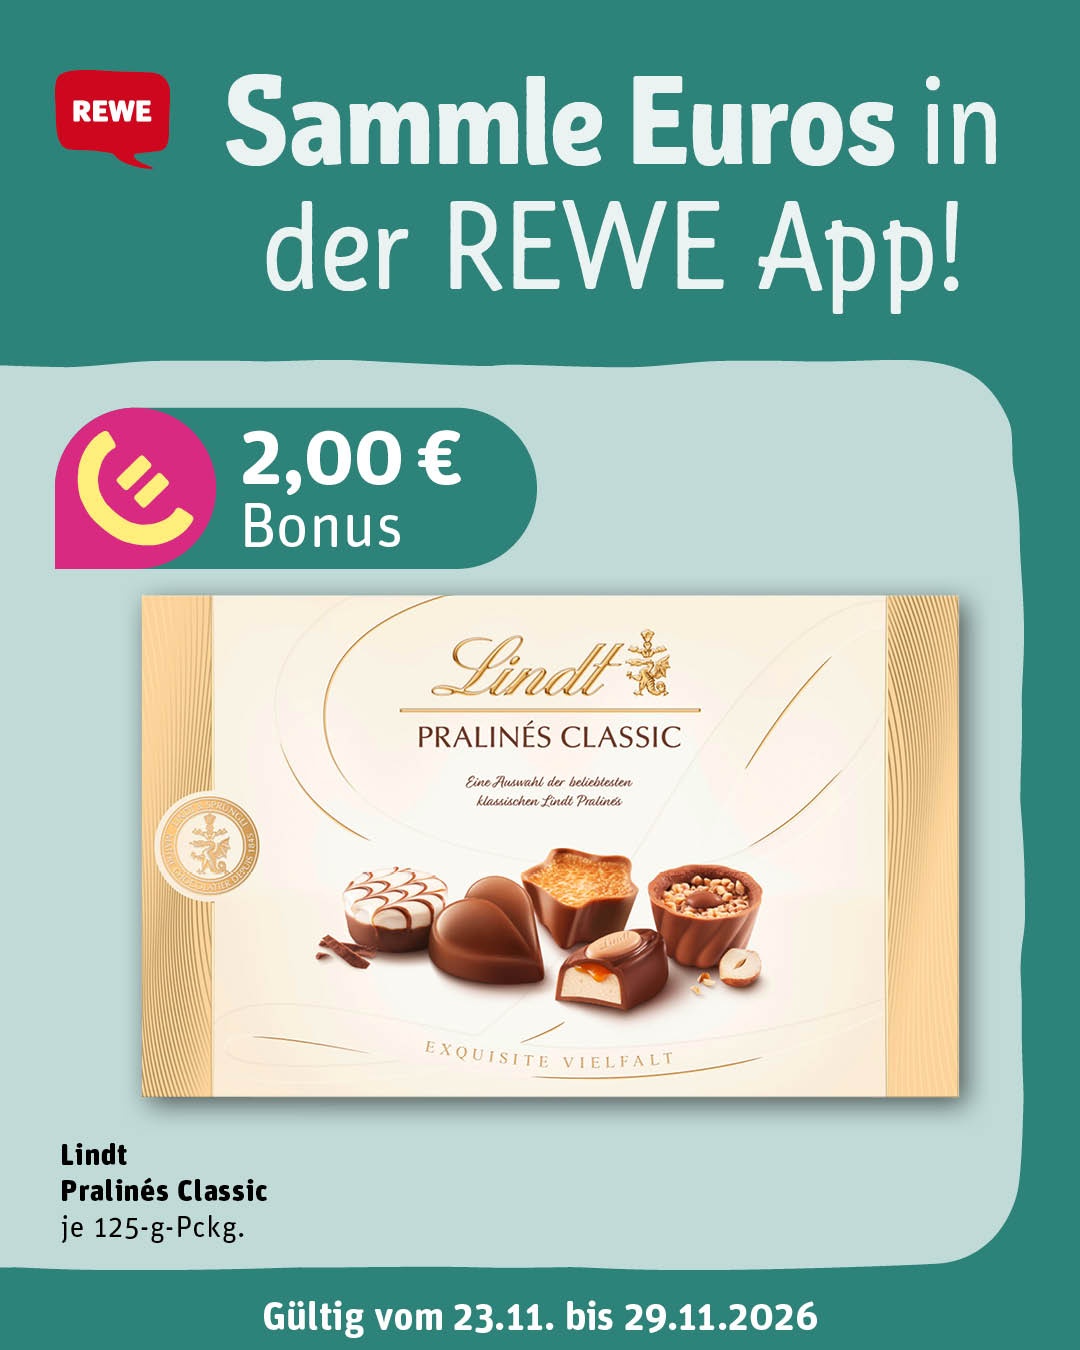 REWE
Sammle Euros in
der REWE App!
2,00 €
Bonus
Lindt
PRALINÉS CLASSIC
Eine Auswahl der beliebtesten
klassischen Lindt Pralinés
Lindt
EXQUISITE VIELFALT
Lindt
Pralinés Classic
je 125-g-Pckg.
Gültig vom 23.11. bis 29.11.2026